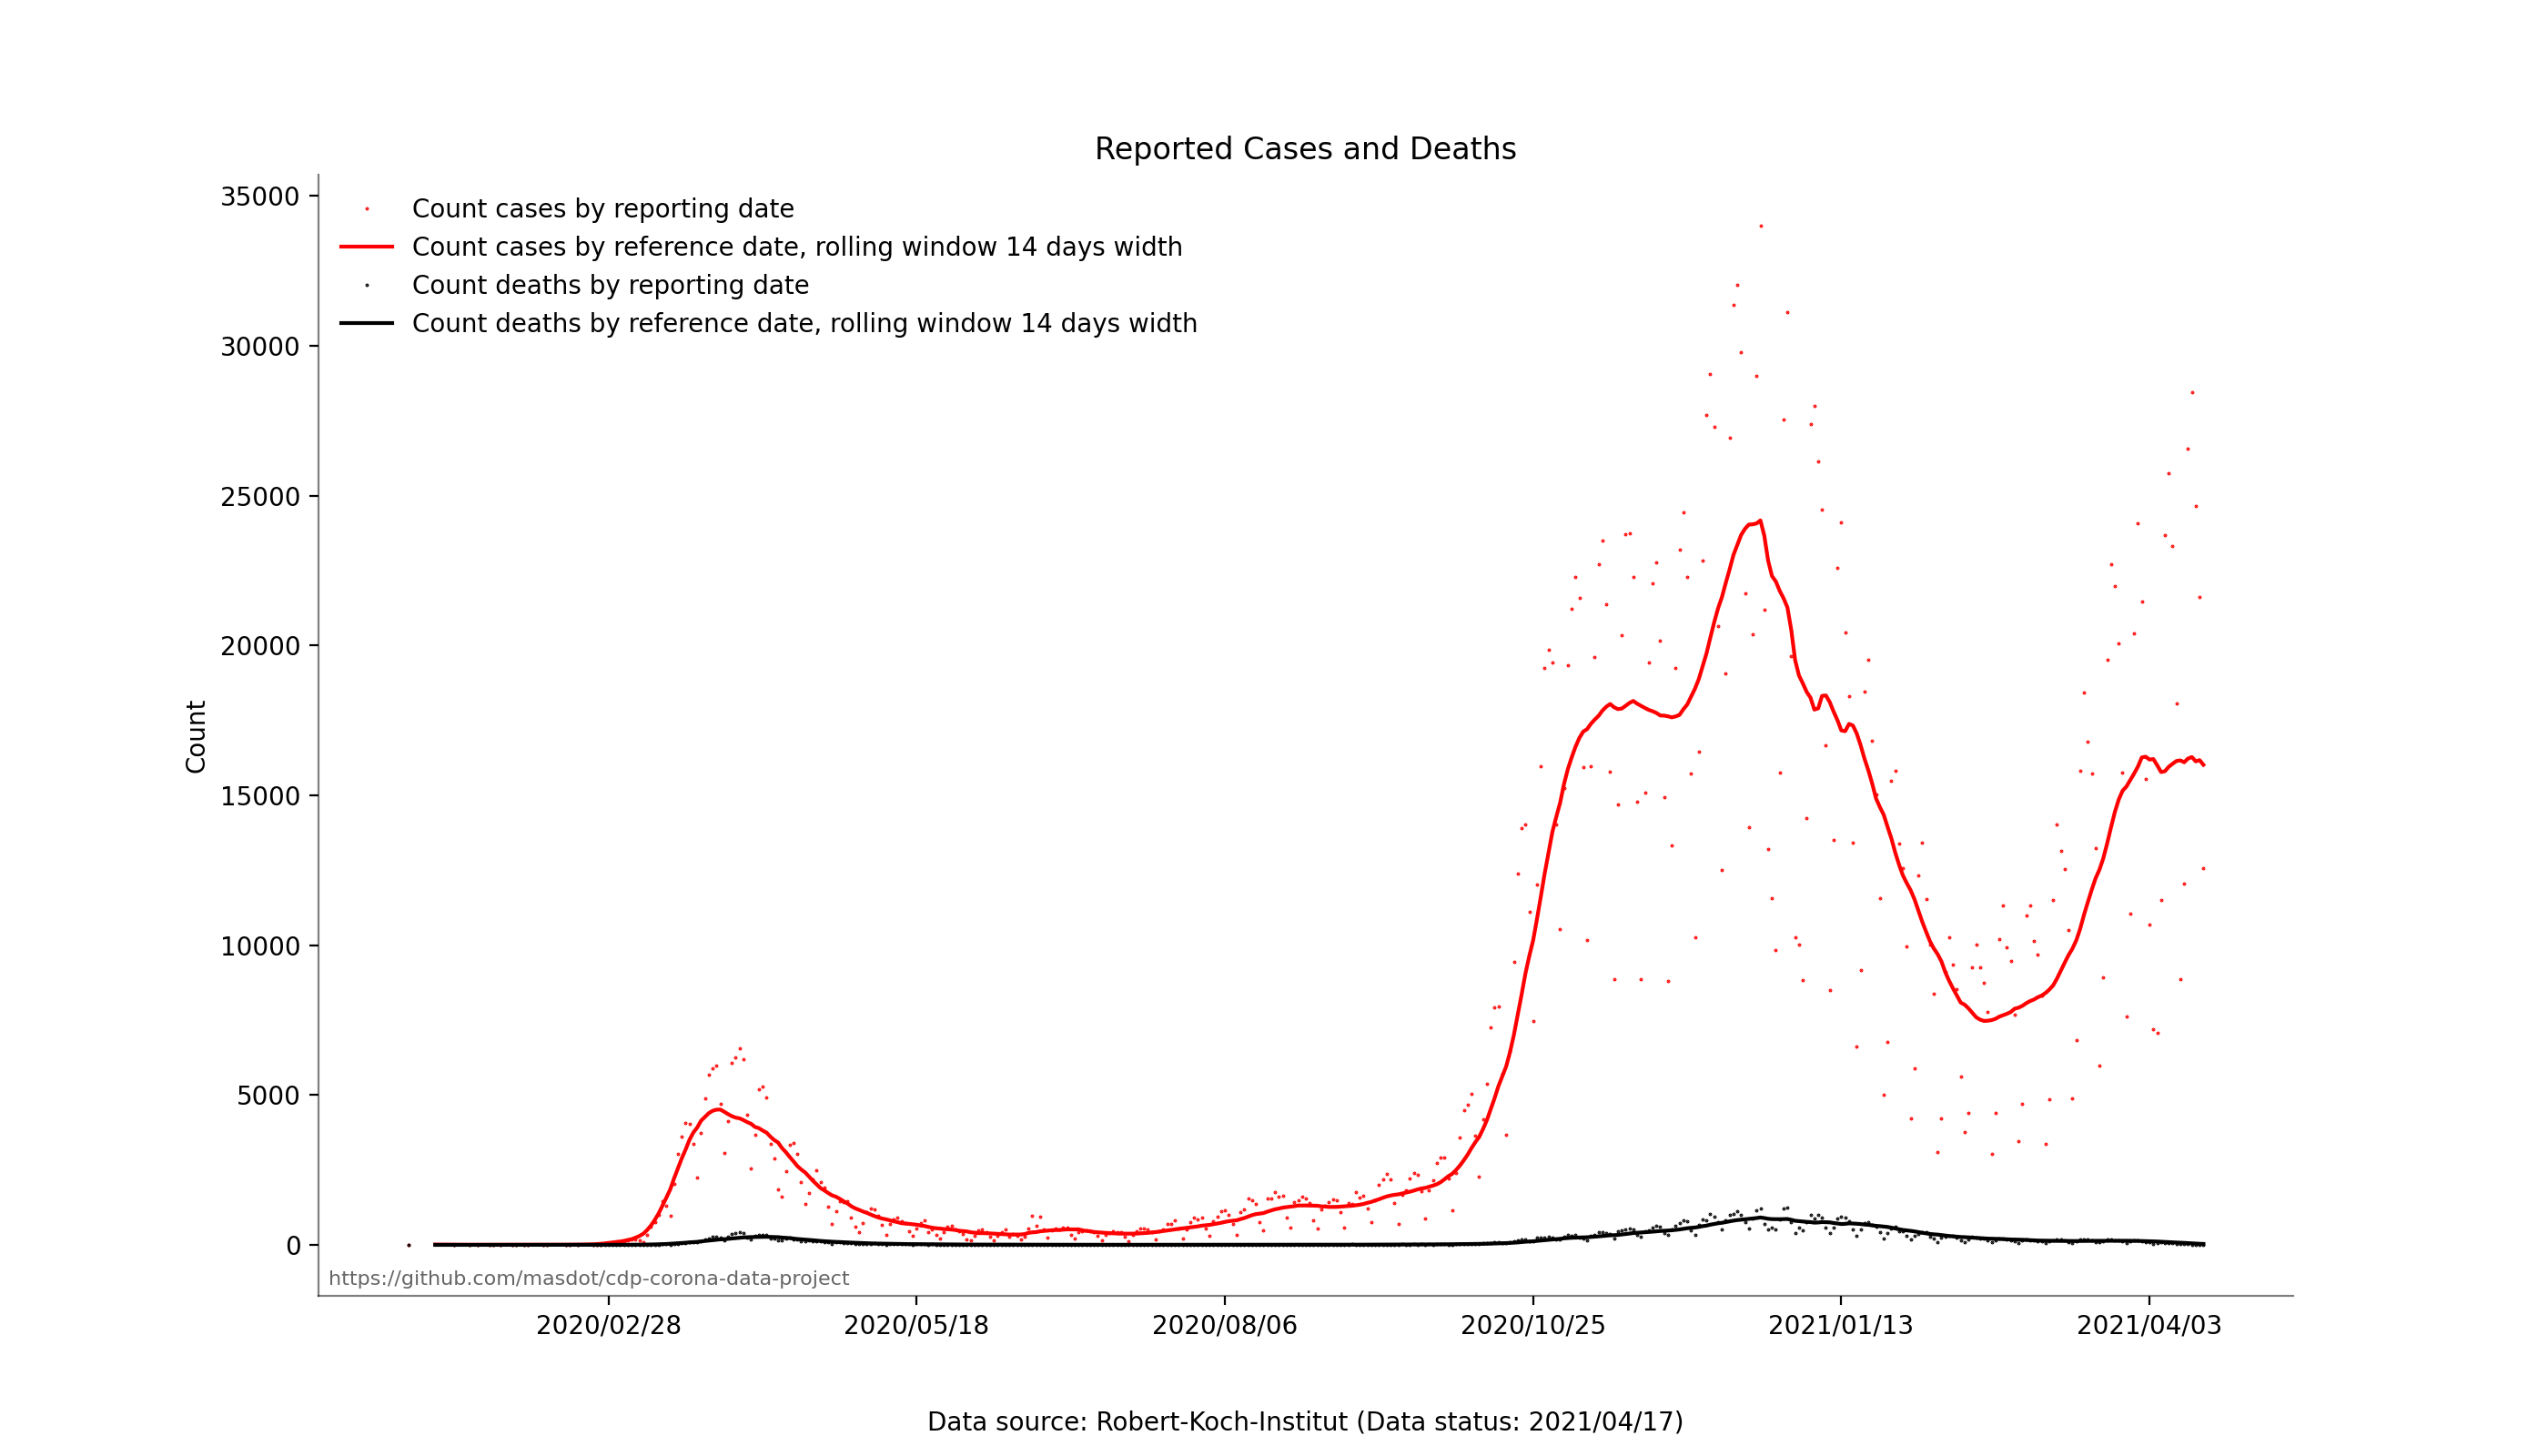 Reported Cases and Deaths
35000
30000
25000
20000
15000
10000
5000
0
Count
Count cases by reporting date
Count cases by reference date, rolling window 14 days width
Count deaths by reporting date
Count deaths by reference date, rolling window 14 days width
https://github.com/masdot/cdp-corona-data-project
2020/02/28 2020/05/18 2020/08/06 2020/10/25 2021/01/13 2021/04/03
Data source: Robert-Koch-Institut (Data status: 2021/04/17)